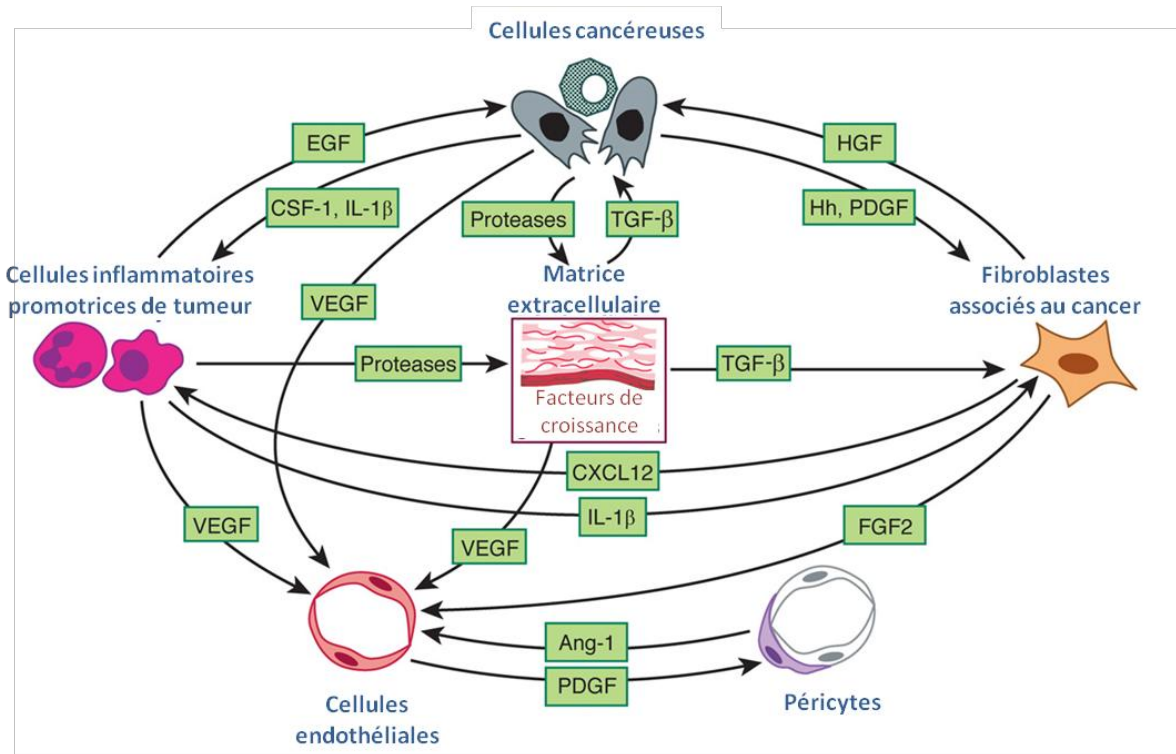 Cellules cancéreuses
EGF
HGF
CSF-1, IL-1β
Proteases
TGF-β
Hh, PDGF
Cellules inflammatoires
promotrices de tumeur
VEGF
Matrice
extracellulaire
Fibroblastes
associés au cancer
Proteases
TGF-β
Facteurs de
croissance
CXCL12
IL-1β
VEGF
VEGF
FGF2
Ang-1
PDGF
Cellules
endothéliales
Péricytes